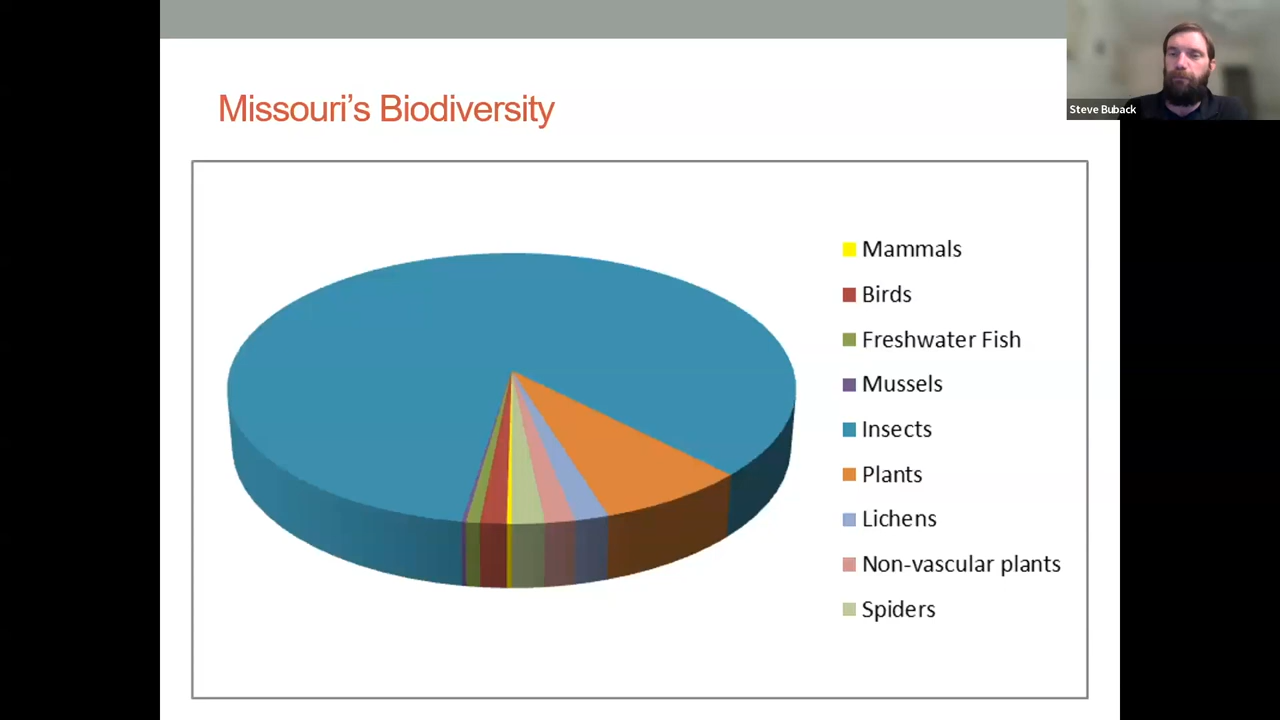 Missouri's Biodiversity
Steve Buback
Mammals
Birds
Freshwater Fish
Mussels
Insects
Plants
Lichens
Non-vascular plants
Spiders